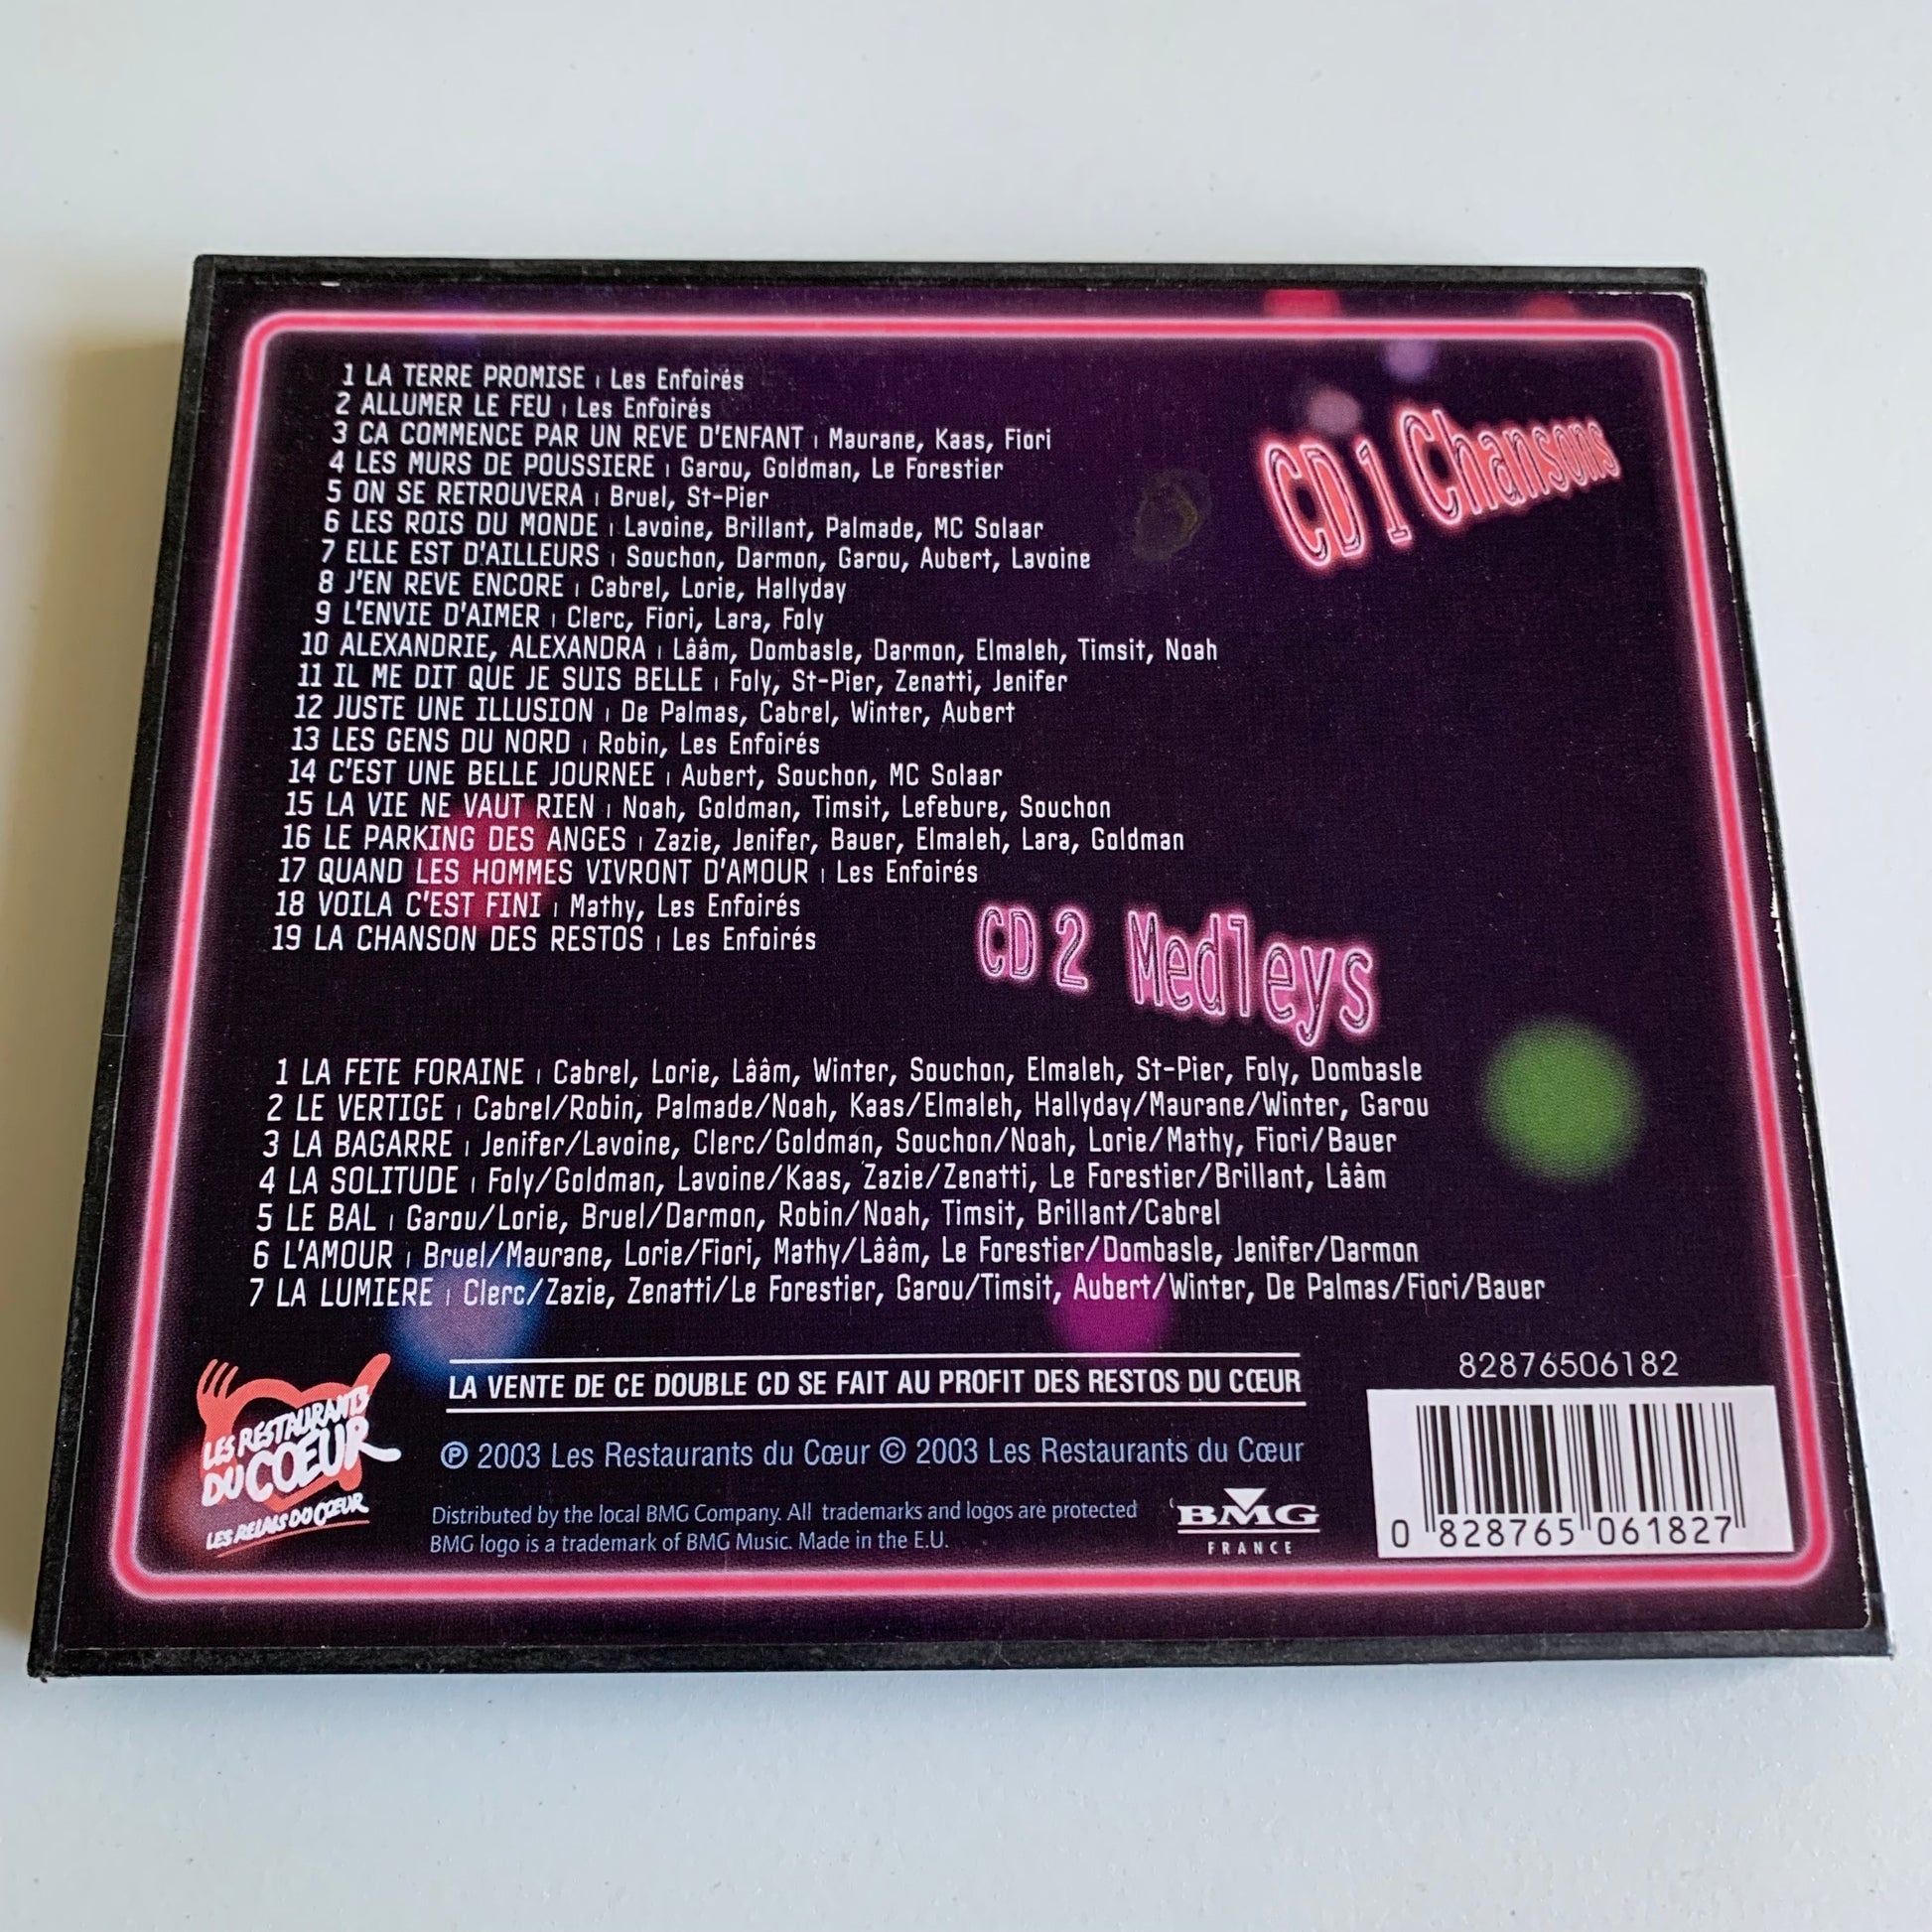 CD 1 Chansons
1 LA TERRE PROMISE | Les Enfoirés
2 ALLUMER LE FEU | Les Enfoirés
3 CA COMMENCE PAR UN REVE D'ENFANT | Maurane, Kaas, Fiori
4 LES MURS DE POUSSIERE | Garou, Goldman, Le Forestier
5 ON SE RETROUVERA | Bruel, St-Pier
6 LES ROIS DU MONDE | Lavoine, Brillant, Palmade, MC Solaar
7 ELLE EST D'AILLEURS | Souchon, Darmon, Garou, Aubert, Lavoine
8 J'EN REVE ENCORE | Cabrel, Lorie, Hallyday
9 L'ENVIE D'AIMER | Clerc, Fiori, Lara, Foly
10 ALEXANDRIE, ALEXANDRA | Lââm, Dombasle, Darmon, Elmaleh, Timsit, Noah
11 IL ME DIT QUE JE SUIS BELLE | Foly, St-Pier, Zenatti, Jenifer
12 JUSTE UNE ILLUSION | De Palmas, Cabrel, Winter, Aubert
13 LES GENS DU NORD | Robin, Les Enfoirés
14 C'EST UNE BELLE JOURNEE | Aubert, Souchon, MC Solaar
15 LA VIE NE VAUT RIEN | Noah, Goldman, Timsit, Lefebure, Souchon
16 LE PARKING DES ANGES | Zazie, Jenifer, Bauer, Elmaleh, Lara, Goldman
17 QUAND LES HOMMES VIVRONT D'AMOUR | Les Enfoirés
18 VOILA C'EST FINI | Mathy, Les Enfoirés
19 LA CHANSON DES RESTOS | Les Enfoirés
CD 2 Medleys
1 LA FETE FORAINE | Cabrel, Lorie, Lââm, Winter, Souchon, Elmaleh, St-Pier, Foly, Dombasle
2 LE VERTIGE | Cabrel/Robin, Palmade/Noah, Kaas/Elmaleh, Hallyday/Maurane/Winter, Garou
3 LA BAGARRE | Jenifer/Lavoine, Clerc/Goldman, Souchon/Noah, Lorie/Mathy, Fiori/Bauer
4 LA SOLITUDE | Foly/Goldman, Lavoine/Kaas, Zazie/Zenatti, Le Forestier/Brillant, Lââm
5 LE BAL | Garou/Lorie, Bruel/Darmon, Robin/Noah, Timsit, Brillant/Cabrel
6 L'AMOUR | Bruel/Maurane, Lorie/Fiori, Mathy/Lââm, Le Forestier/Dombasle, Jenifer/Darmon
7 LA LUMIERE | Clerc/Zazie, Zenatti/Le Forestier, Garou/Timsit, Aubert/Winter, De Palmas/Fiori/Bauer
LES RESTAURANTS
DU COEUR
LES RELAIS DU CŒUR
LA VENTE DE CE DOUBLE CD SE FAIT AU PROFIT DES RESTOS DU CŒUR
℗ 2003 Les Restaurants du Cœur © 2003 Les Restaurants du Cœur
Distributed by the local BMG Company. All trademarks and logos are protected
BMG logo is a trademark of BMG Music. Made in the E.U.
BMG
FRANCE
82876506182
0 828765 061827